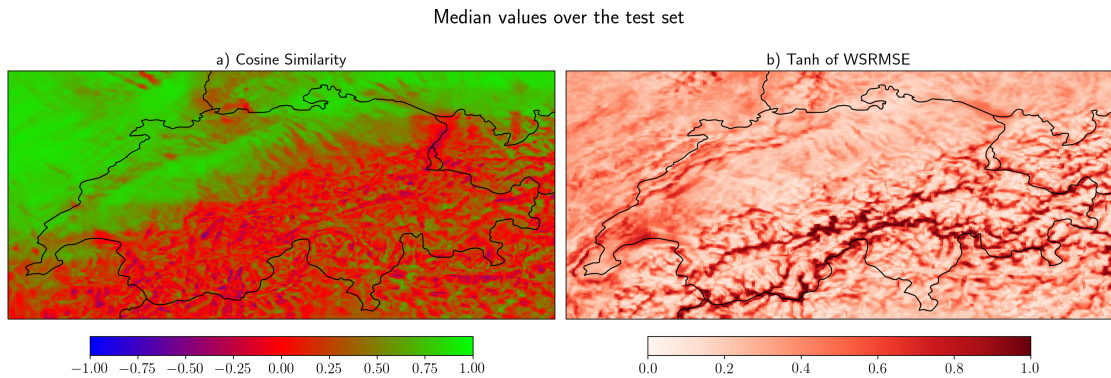 Median values over the test set
a) Cosine Similarity
b) Tanh of WSRMSE
−1.00 −0.75 −0.50 −0.25 0.00 0.25 0.50 0.75 1.00
0.0 0.2 0.4 0.6 0.8 1.0